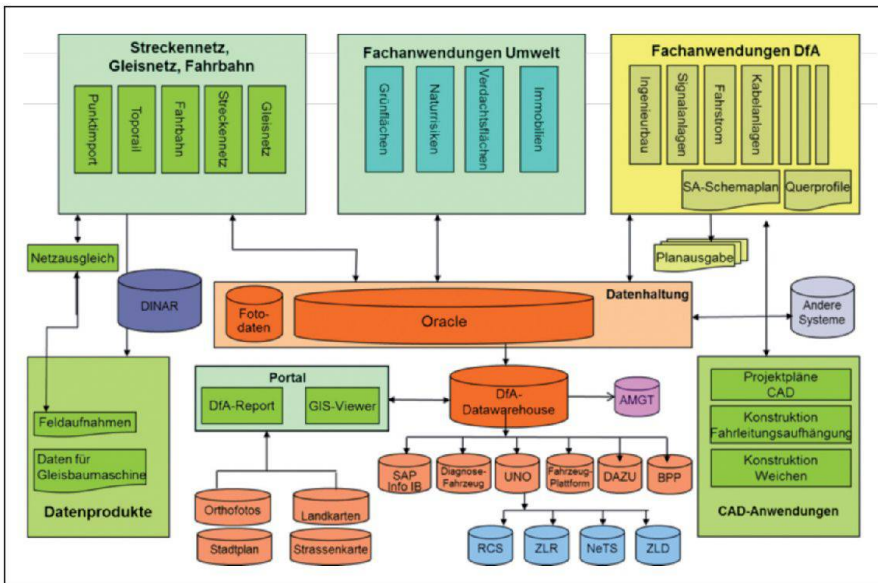 Streckennetz,
Gleisnetz, Fahrbahn
Punktimport
Toporail
Fahrbahn
Streckennetz
Gleisnetz
Fachanwendungen Umwelt
Grünflächen
Naturrisiken
Verdachtsflächen
Immobilien
Fachanwendungen DfA
Ingenieurbau
Signalanlagen
Fahrstrom
Kabelanlagen
SA-Schemaplan
Querprofile
Netzausgleich
DINAR
Planausgabe
Datenhaltung
Foto-
daten
Oracle
Andere
Systeme
Portal
DfA-Report
GIS-Viewer
DfA-
Datawarehouse
AMGT
Feldaufnahmen
Daten für
Gleisbaumaschine
Datenprodukte
SAP
Info IB
Diagnose-
Fahrzeug
UNO
Fahrzeug-
Plattform
DAZU
BPP
Orthofotos
Landkarten
Stadtplan
Strassenkarte
RCS
ZLR
NeTS
ZLD
Projektpläne
CAD
Konstruktion
Fahrleitungsaufhängung
Konstruktion
Weichen
CAD-Anwendungen